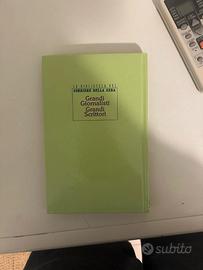 LA BIBLIOTECA DEL
CORRIERE DELLA SERA
Grandi
Giornalisti
Grandi
Scrittori
subito